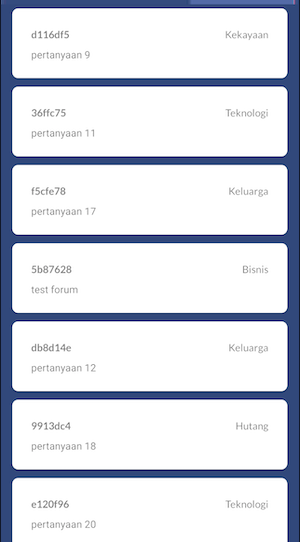 d116df5 Kekayaan
pertanyaan 9
36ffc75 Teknologi
pertanyaan 11
f5cfe78 Keluarga
pertanyaan 17
5b87628 Bisnis
test forum
db8d14e Keluarga
pertanyaan 12
9913dc4 Hutang
pertanyaan 18
e120f96 Teknologi
pertanyaan 20